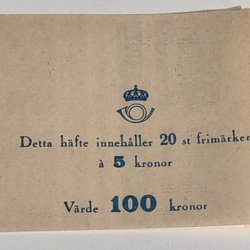 Detta häfte innehåller 20 st frimärken
à 5 kronor
Värde 100 kronor